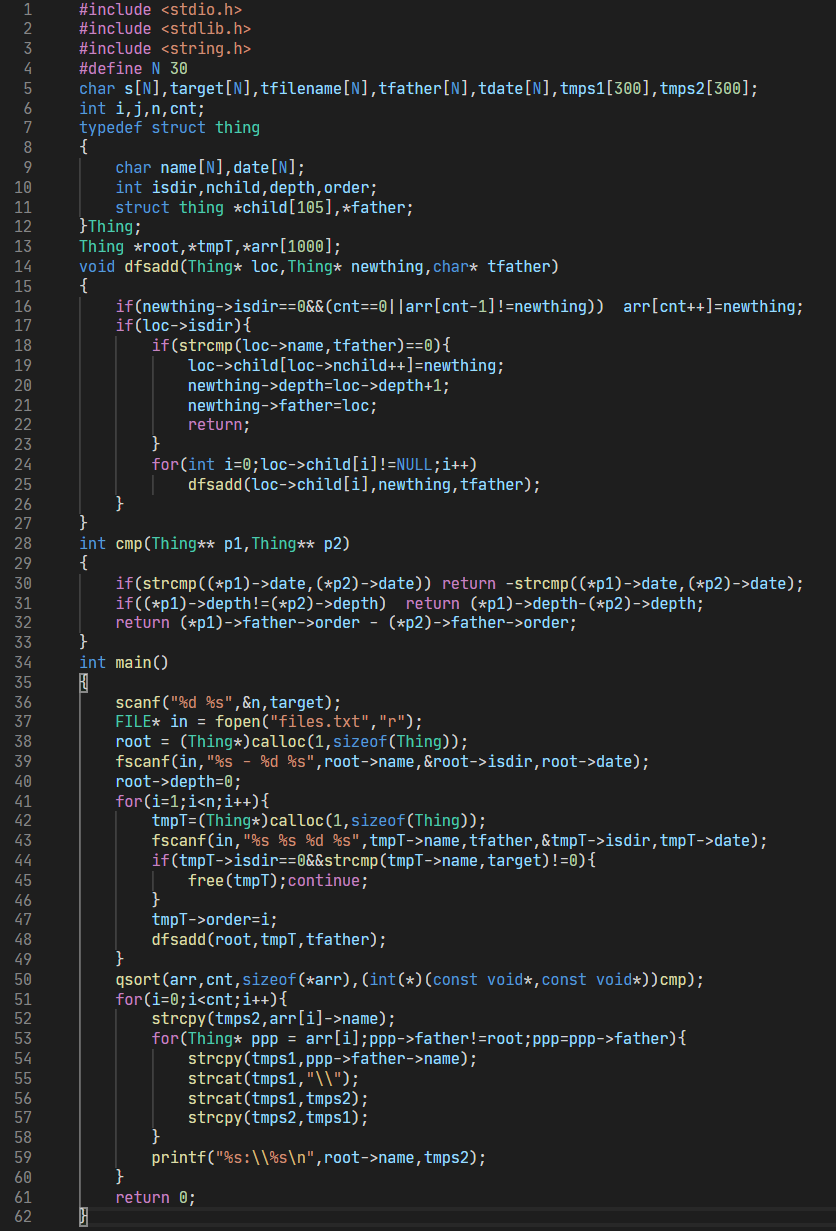 1 #include <stdio.h>
2 #include <stdlib.h>
3 #include <string.h>
4 #define N 30
5 char s[N],target[N],tfilename[N],tfather[N],tdate[N],tmps1[300],tmps2[300];
6 int i,j,n,cnt;
7 typedef struct thing
8 {
9     char name[N],date[N];
10     int isdir,nchild,depth,order;
11     struct thing *child[105],*father;
12 }Thing;
13 Thing *root,*tmpT,*arr[1000];
14 void dfsadd(Thing* loc,Thing* newthing,char* tfather)
15 {
16     if(newthing->isdir==0&&(cnt==0||arr[cnt-1]!=newthing))  arr[cnt++]=newthing;
17     if(loc->isdir){
18         if(strcmp(loc->name,tfather)==0){
19             loc->child[loc->nchild++]=newthing;
20             newthing->depth=loc->depth+1;
21             newthing->father=loc;
22             return;
23         }
24         for(int i=0;loc->child[i]!=NULL;i++)
25             dfsadd(loc->child[i],newthing,tfather);
26     }
27 }
28 int cmp(Thing** p1,Thing** p2)
29 {
30     if(strcmp((*p1)->date,(*p2)->date)) return -strcmp((*p1)->date,(*p2)->date);
31     if((*p1)->depth!=(*p2)->depth)  return (*p1)->depth-(*p2)->depth;
32     return (*p1)->father->order - (*p2)->father->order;
33 }
34 int main()
35 {
36     scanf("%d %s",&n,target);
37     FILE* in = fopen("files.txt","r");
38     root = (Thing*)calloc(1,sizeof(Thing));
39     fscanf(in,"%s - %d %s",root->name,&root->isdir,root->date);
40     root->depth=0;
41     for(i=1;i<n;i++){
42         tmpT=(Thing*)calloc(1,sizeof(Thing));
43         fscanf(in,"%s %s %d %s",tmpT->name,tfather,&tmpT->isdir,tmpT->date);
44         if(tmpT->isdir==0&&strcmp(tmpT->name,target)!=0){
45             free(tmpT);continue;
46         }
47         tmpT->order=i;
48         dfsadd(root,tmpT,tfather);
49     }
50     qsort(arr,cnt,sizeof(*arr),(int(*)(const void*,const void*))cmp);
51     for(i=0;i<cnt;i++){
52         strcpy(tmps2,arr[i]->name);
53         for(Thing* ppp = arr[i];ppp->father!=root;ppp=ppp->father){
54             strcpy(tmps1,ppp->father->name);
55             strcat(tmps1,"\\");
56             strcat(tmps1,tmps2);
57             strcpy(tmps2,tmps1);
58         }
59         printf("%s:\\%s\n",root->name,tmps2);
60     }
61     return 0;
62 }